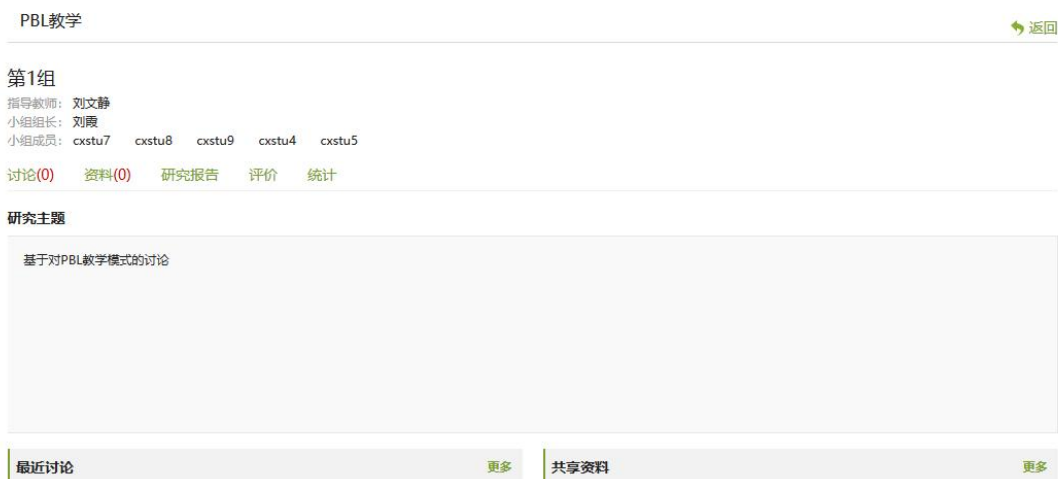 PBL教学
返回
第1组
指导教师： 刘文静
小组组长： 刘霞
小组成员： cxstu7 cxstu8 cxstu9 cxstu4 cxstu5
讨论(0) 资料(0) 研究报告 评价 统计
研究主题
基于对PBL教学模式的讨论
最近讨论 更多 共享资料 更多